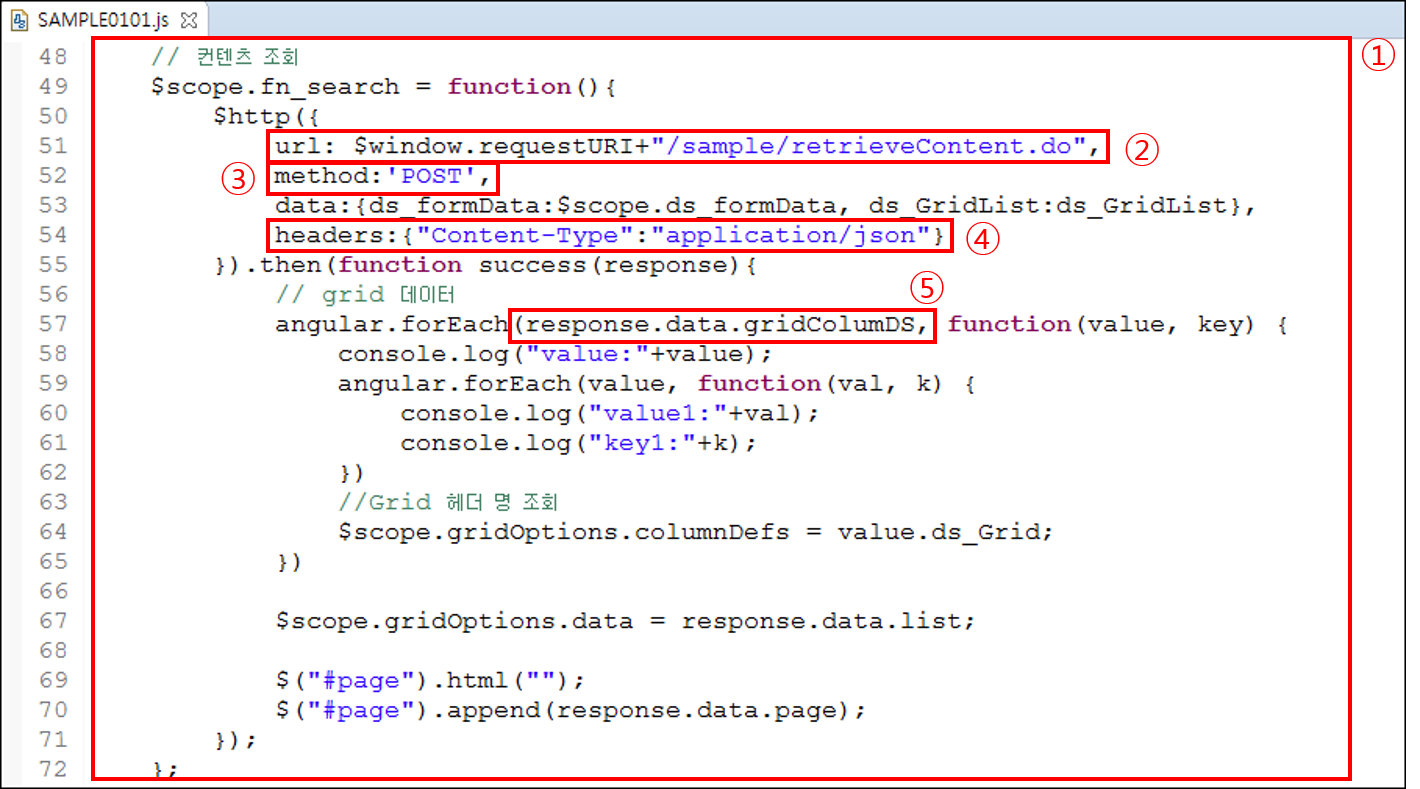 SAMPLE0101.js
①
48 // 컨텐츠 조회
49 $scope.fn_search = function(){
50 $http({
51 url: $window.requestURI+"/sample/retrieveContent.do", ②
52 ③ method:'POST',
53 data:{ds_formData:$scope.ds_formData, ds_GridList:ds_GridList},
54 headers:{"Content-Type":"application/json"} ④
55 }).then(function success(response){
56 // grid 데이터 ⑤
57 angular.forEach(response.data.gridColumDS, function(value, key) {
58 console.log("value:"+value);
59 angular.forEach(value, function(val, k) {
60 console.log("value1:"+val);
61 console.log("key1:"+k);
62 })
63 //Grid 헤더 명 조회
64 $scope.gridOptions.columnDefs = value.ds_Grid;
65 })
66
67 $scope.gridOptions.data = response.data.list;
68
69 $("#page").html("");
70 $("#page").append(response.data.page);
71 });
72 };